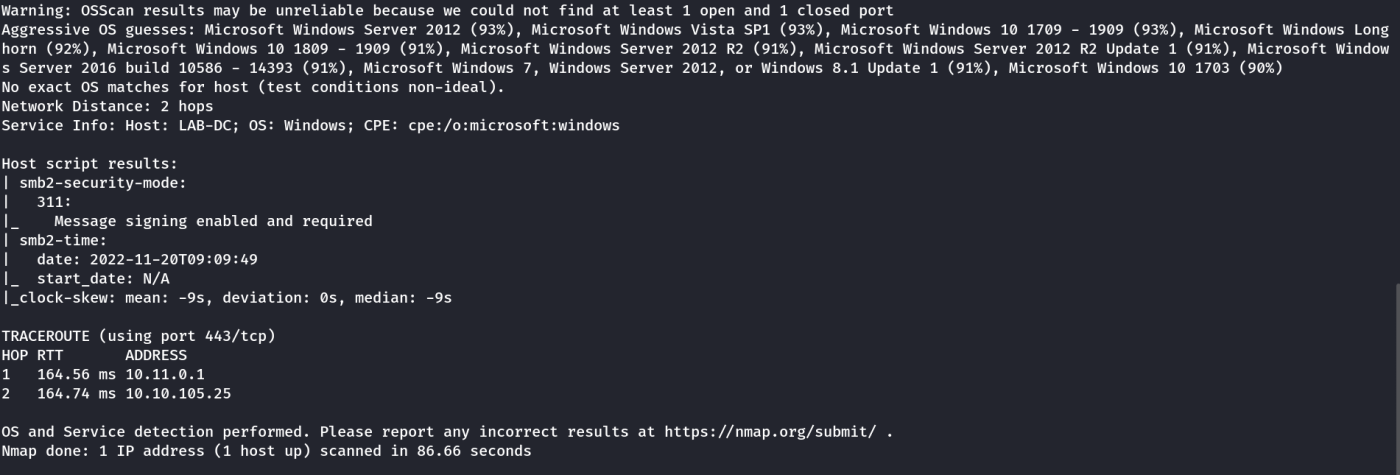 Warning: OSScan results may be unreliable because we could not find at least 1 open and 1 closed port
Aggressive OS guesses: Microsoft Windows Server 2012 (93%), Microsoft Windows Vista SP1 (93%), Microsoft Windows 10 1709 - 1909 (93%), Microsoft Windows Long
horn (92%), Microsoft Windows 10 1809 - 1909 (91%), Microsoft Windows Server 2012 R2 (91%), Microsoft Windows Server 2012 R2 Update 1 (91%), Microsoft Window
s Server 2016 build 10586 - 14393 (91%), Microsoft Windows 7, Windows Server 2012, or Windows 8.1 Update 1 (91%), Microsoft Windows 10 1703 (90%)
No exact OS matches for host (test conditions non-ideal).
Network Distance: 2 hops
Service Info: Host: LAB-DC; OS: Windows; CPE: cpe:/o:microsoft:windows

Host script results:
| smb2-security-mode:
|   311:
|_    Message signing enabled and required
| smb2-time:
|   date: 2022-11-20T09:09:49
|_  start_date: N/A
|_clock-skew: mean: -9s, deviation: 0s, median: -9s

TRACEROUTE (using port 443/tcp)
HOP RTT       ADDRESS
1   164.56 ms 10.11.0.1
2   164.74 ms 10.10.105.25

OS and Service detection performed. Please report any incorrect results at https://nmap.org/submit/ .
Nmap done: 1 IP address (1 host up) scanned in 86.66 seconds